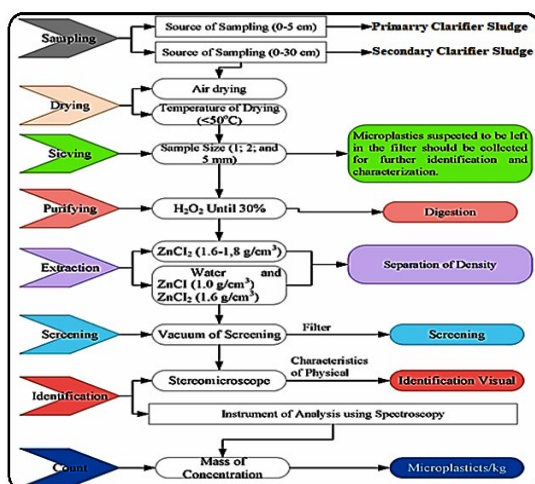 Sampling
Source of Sampling (0-5 cm)
Primarry Clarifier Sludge
Source of Sampling (0-30 cm)
Secondary Clarifier Sludge
Drying
Air drying
Temperature of Drying
(<50°C)
Sieving
Sample Size (1; 2; and
5 mm)
Microplastics suspected to be left
in the filter should be collected
for further identification and
characterization.
Purifying
H₂O₂ Until 30%
Digestion
Extraction
ZnCl₂ (1.6-1,8 g/cm³)
Water and
ZnCl (1.0 g/cm³)
ZnCl₂ (1.6 g/cm³)
Separation of Density
Screening
Vacuum of Screening
Filter
Screening
Identification
Stereomicroscope
Characteristics
of Physical
Identification Visual
Instrument of Analysis using Spectroscopy
Count
Mass of
Concentration
Microplasticts/kg